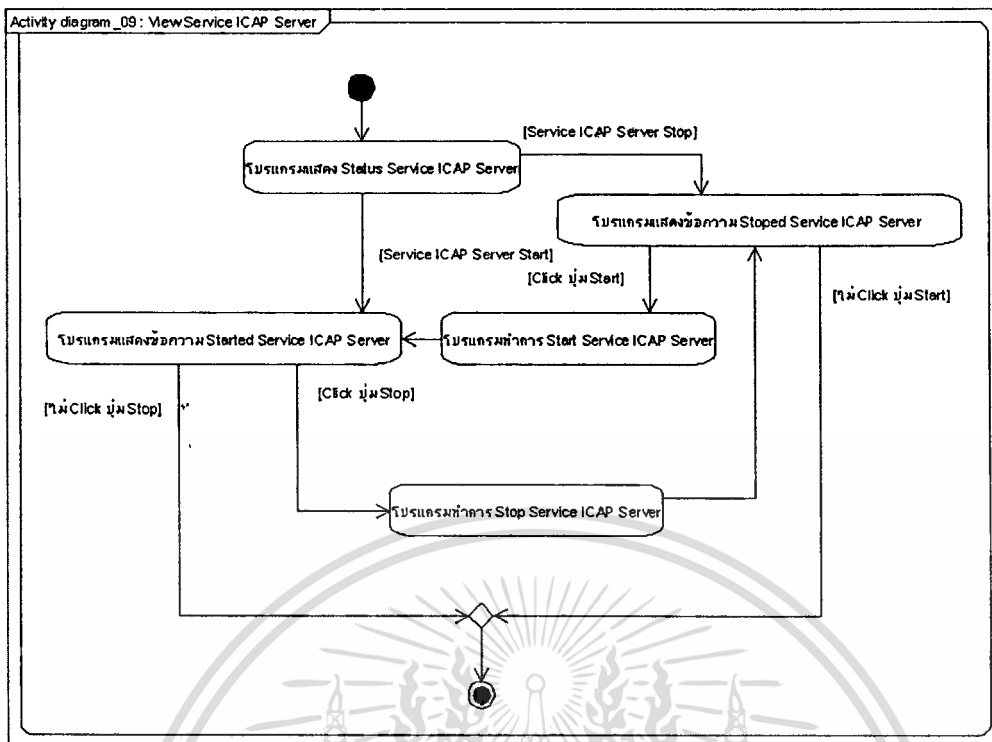 Activity diagram_09 : View Service ICAP Server
[Service ICAP Server Stop]
โปรแกรมแสดง Status Service ICAP Server
โปรแกรมแสดงข้อความ Stoped Service ICAP Server
[Service ICAP Server Start]
[Click ปุ่ม Start]
[ไม่ Click ปุ่ม Start]
โปรแกรมแสดงข้อความ Started Service ICAP Server
โปรแกรมทำการ Start Service ICAP Server
[ไม่ Click ปุ่ม Stop]
[Click ปุ่ม Stop]
โปรแกรมทำการ Stop Service ICAP Server